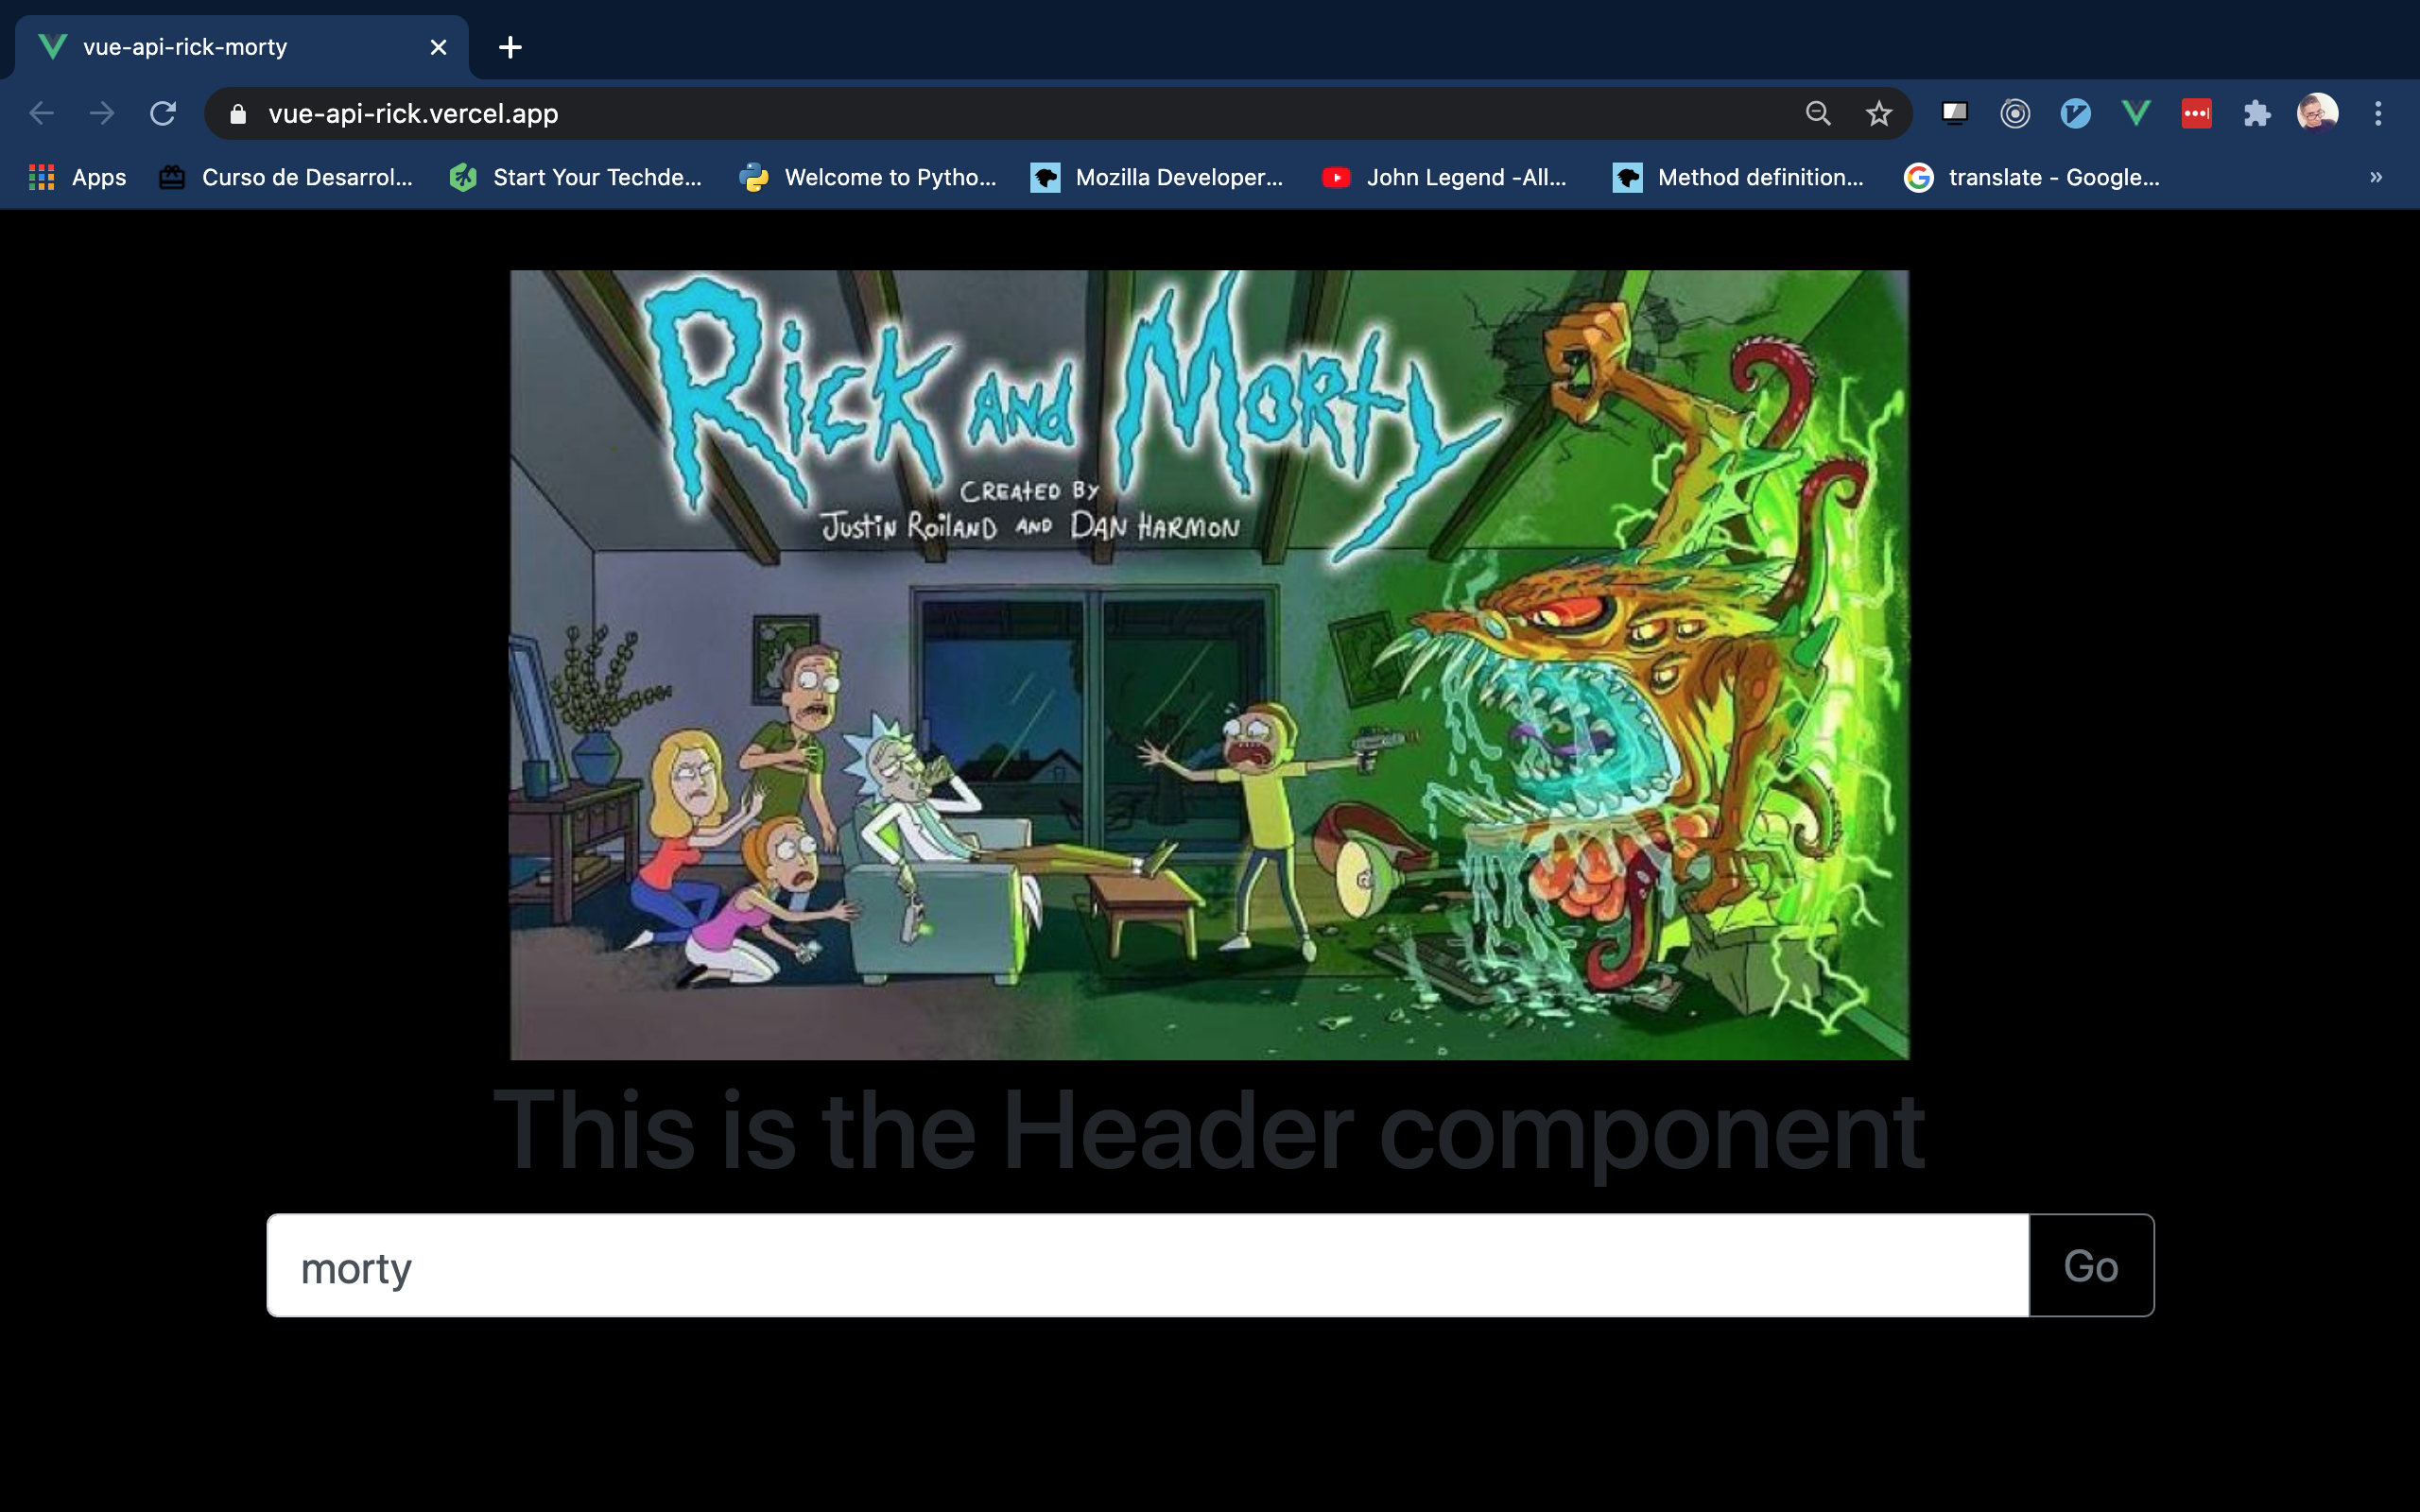 vue-api-rick-morty
vue-api-rick.vercel.app
Apps
Curso de Desarrol...
Start Your Techde...
Welcome to Pytho...
Mozilla Developer...
John Legend -All...
Method definition...
translate - Google...
»
Rick and Morty
Created by
Justin Roiland and Dan Harmon
This is the Header component
morty
Go